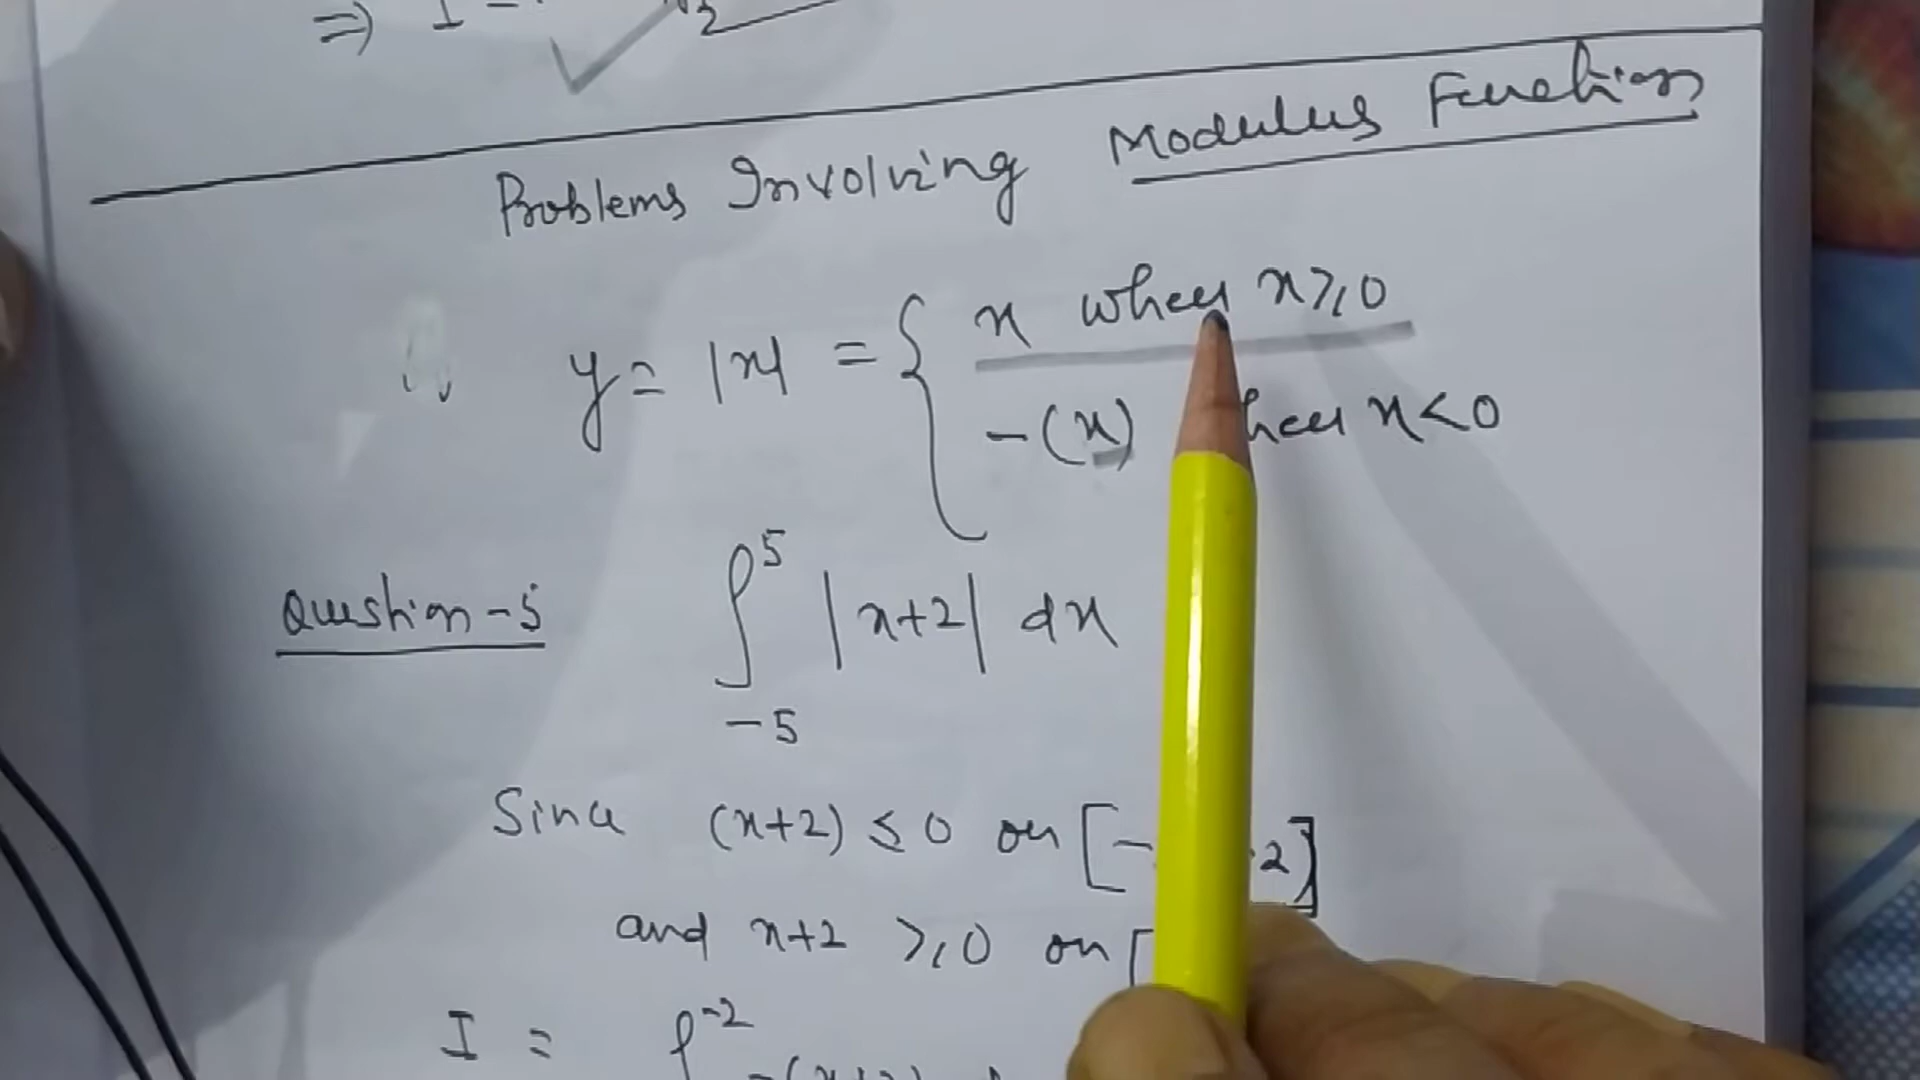 ⇒ I =
Problems Involving Modulus Function
y = |x| = { x when x ≥ 0
-(x) when x < 0
Question - 5 ∫_{-5}^{5} |x+2| dx
Since (x+2) ≤ 0 on [- 2]
and x+2 ≥ 0 on [
I = ∫^{-2} -(x+2)